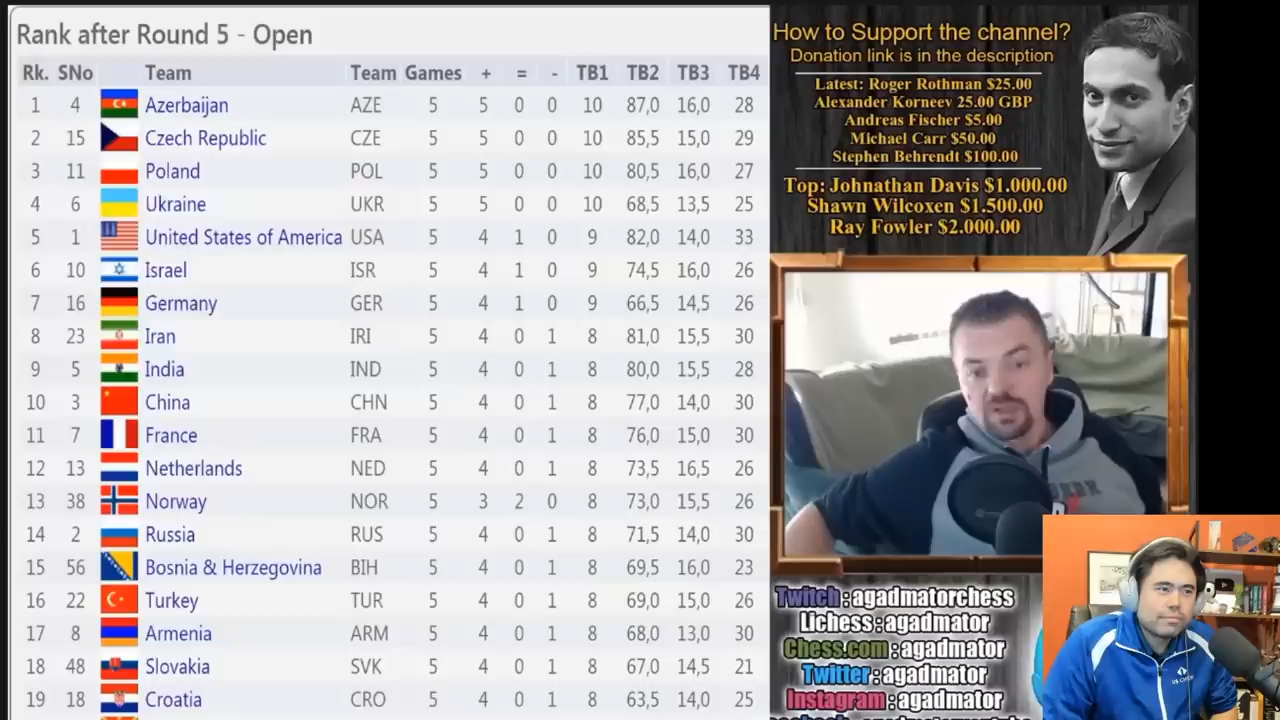 Rank after Round 5 - Open
Rk. SNo Team Team Games + = - TB1 TB2 TB3 TB4
1 4 Azerbaijan AZE 5 5 0 0 10 87,0 16,0 28
2 15 Czech Republic CZE 5 5 0 0 10 85,5 15,0 29
3 11 Poland POL 5 5 0 0 10 80,5 16,0 27
4 6 Ukraine UKR 5 5 0 0 10 68,5 13,5 25
5 1 United States of America USA 5 4 1 0 9 82,0 14,0 33
6 10 Israel ISR 5 4 1 0 9 74,5 16,0 26
7 16 Germany GER 5 4 1 0 9 66,5 14,5 26
8 23 Iran IRI 5 4 0 1 8 81,0 15,5 30
9 5 India IND 5 4 0 1 8 80,0 15,5 28
10 3 China CHN 5 4 0 1 8 77,0 14,0 30
11 7 France FRA 5 4 0 1 8 76,0 15,0 30
12 13 Netherlands NED 5 4 0 1 8 73,5 16,5 26
13 38 Norway NOR 5 3 2 0 8 73,0 15,5 26
14 2 Russia RUS 5 4 0 1 8 71,5 14,0 30
15 56 Bosnia & Herzegovina BIH 5 4 0 1 8 69,5 16,0 23
16 22 Turkey TUR 5 4 0 1 8 69,0 15,0 26
17 8 Armenia ARM 5 4 0 1 8 68,0 13,0 30
18 48 Slovakia SVK 5 4 0 1 8 67,0 14,5 21
19 18 Croatia CRO 5 4 0 1 8 63,5 14,0 25
How to Support the channel?
Donation link is in the description
Latest: Roger Rothman $25.00
Alexander Korneev 25.00 GBP
Andreas Fischer $5.00
Michael Carr $50.00
Stephen Behrendt $100.00
Top: Johnathan Davis $1.000.00
Shawn Wilcoxen $1.500.00
Ray Fowler $2.000.00
Twitch: agadmatorchess
Lichess: agadmator
Chess.com: agadmator
Twitter: agadmator
Instagram: agadmator